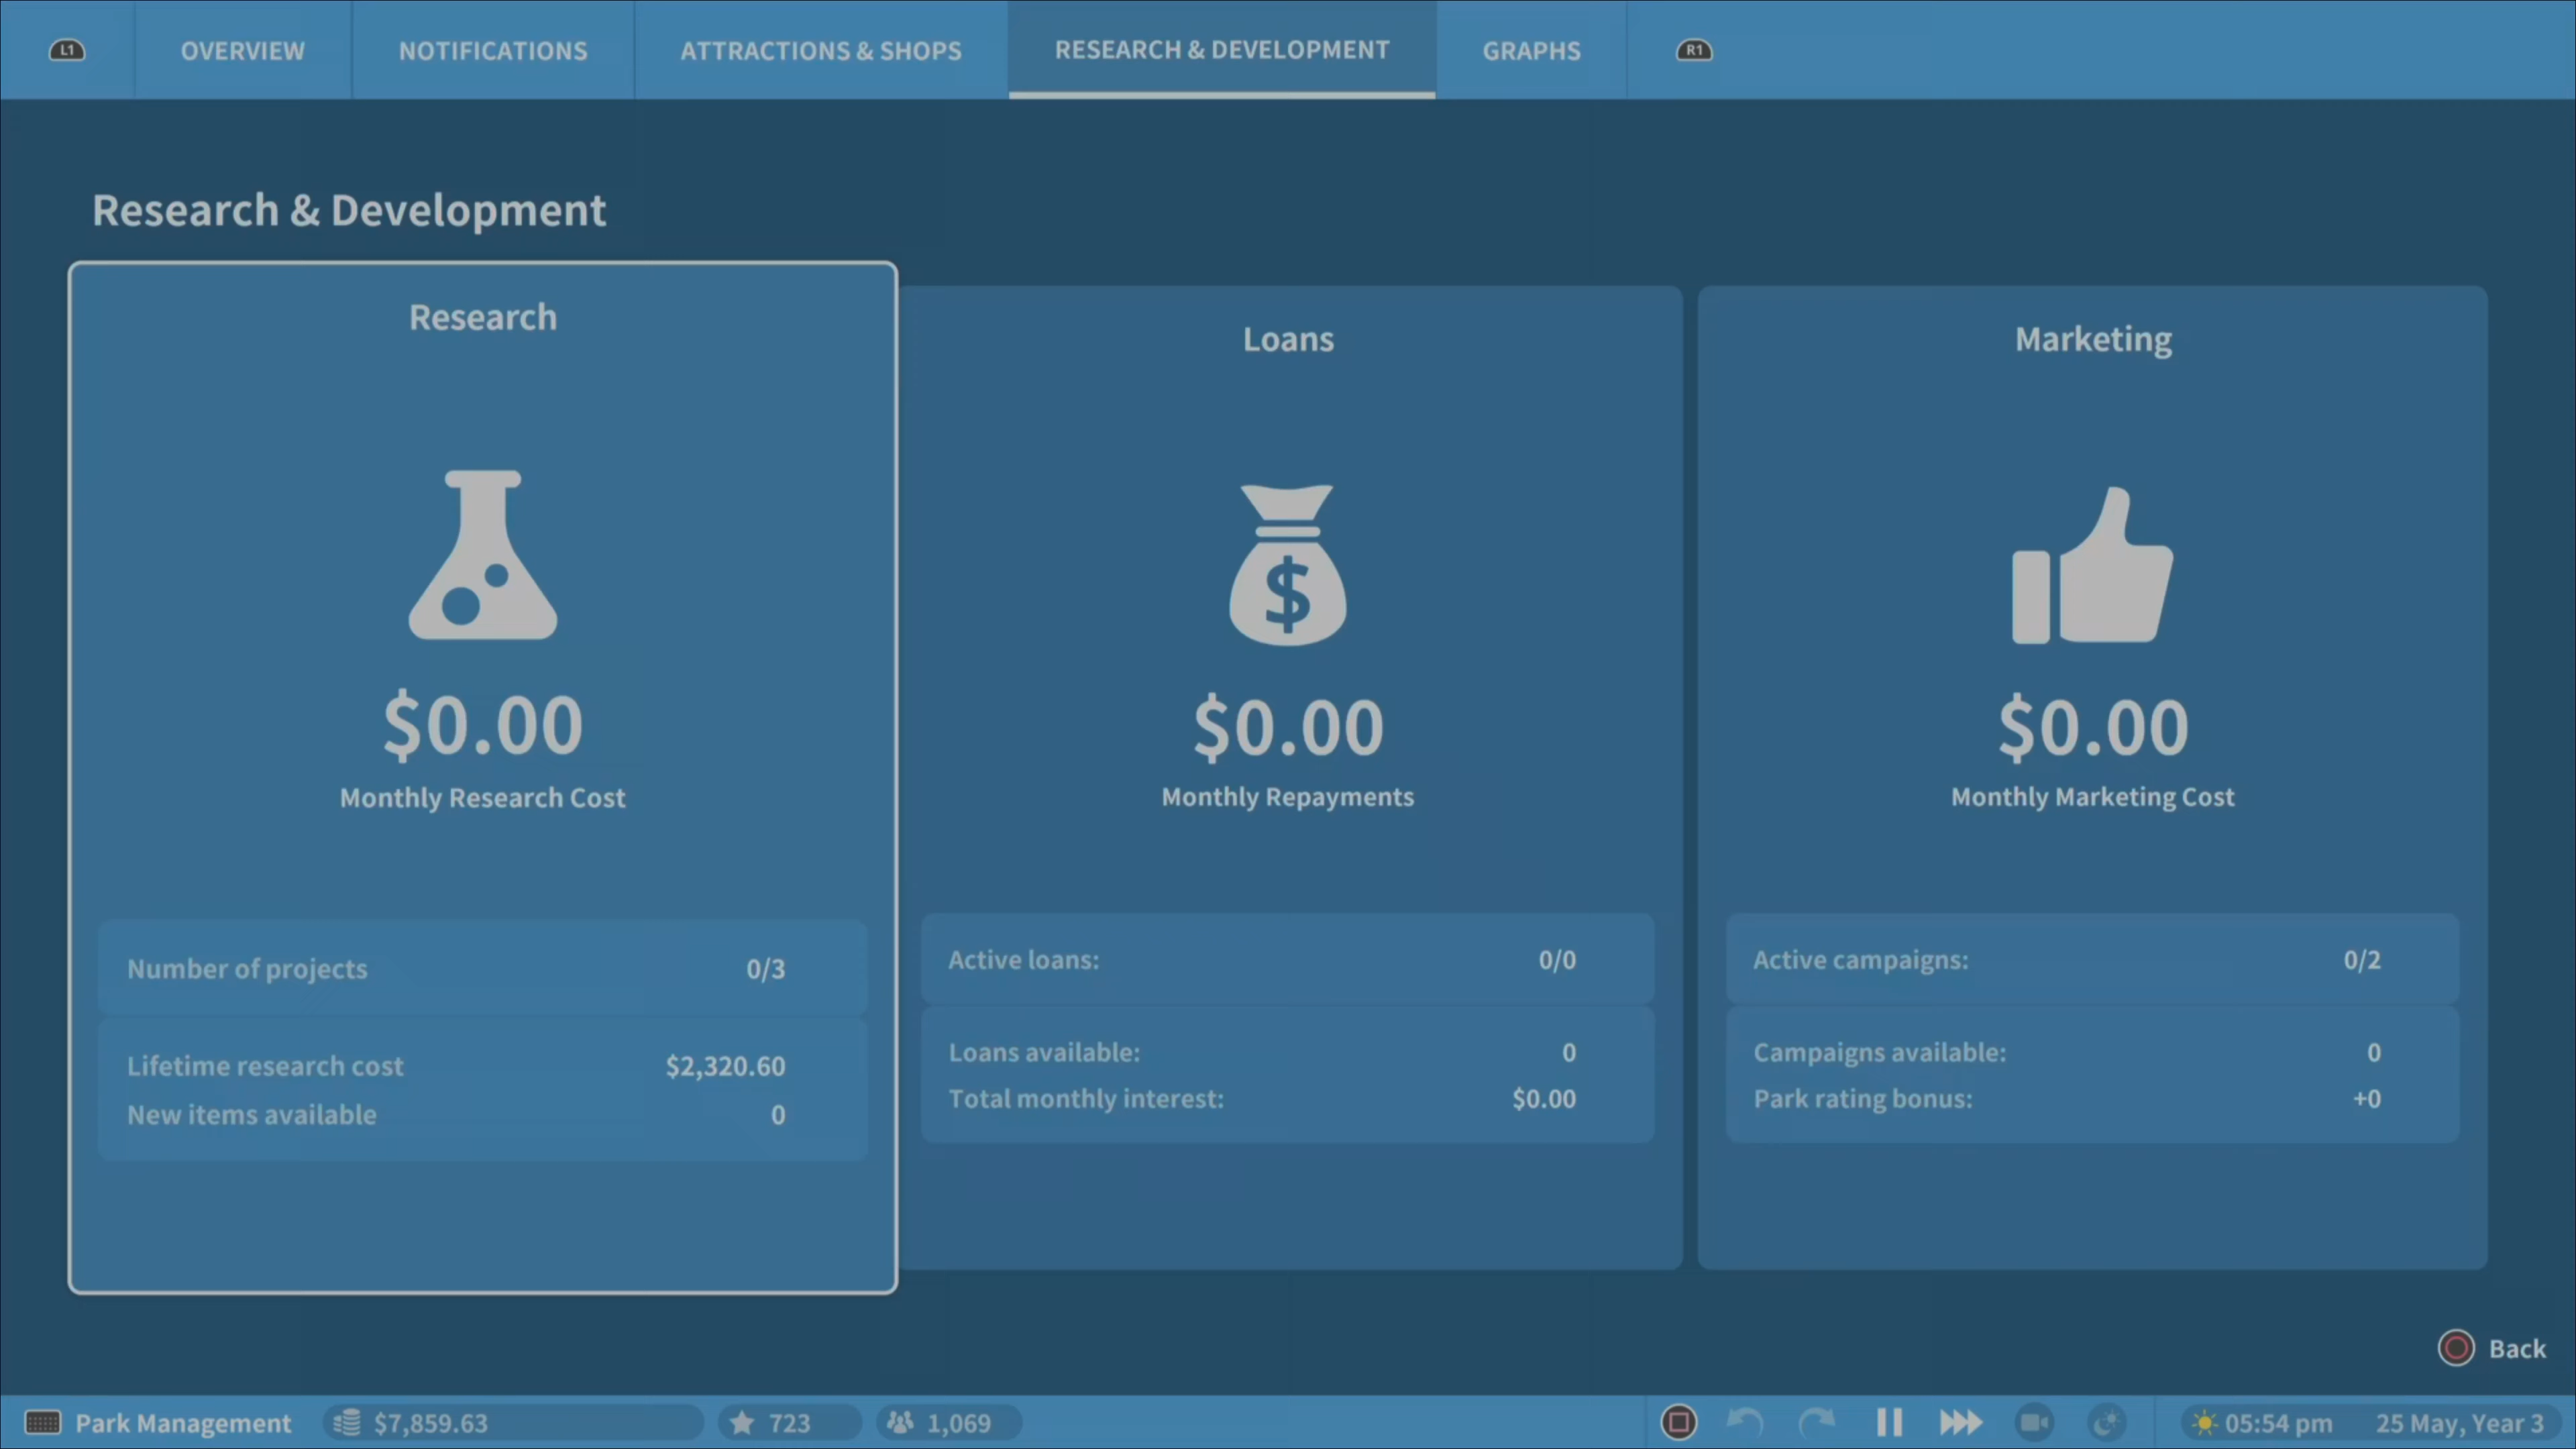 L1 OVERVIEW NOTIFICATIONS ATTRACTIONS & SHOPS RESEARCH & DEVELOPMENT GRAPHS R1
Research & Development
Research
$0.00
Monthly Research Cost
Number of projects 0/3
Lifetime research cost $2,320.60
New items available 0
Loans
$
$0.00
Monthly Repayments
Active loans: 0/0
Loans available: 0
Total monthly interest: $0.00
Marketing
$0.00
Monthly Marketing Cost
Active campaigns: 0/2
Campaigns available: 0
Park rating bonus: +0
Back
Park Management $7,859.63 723 1,069 05:54 pm 25 May, Year 3